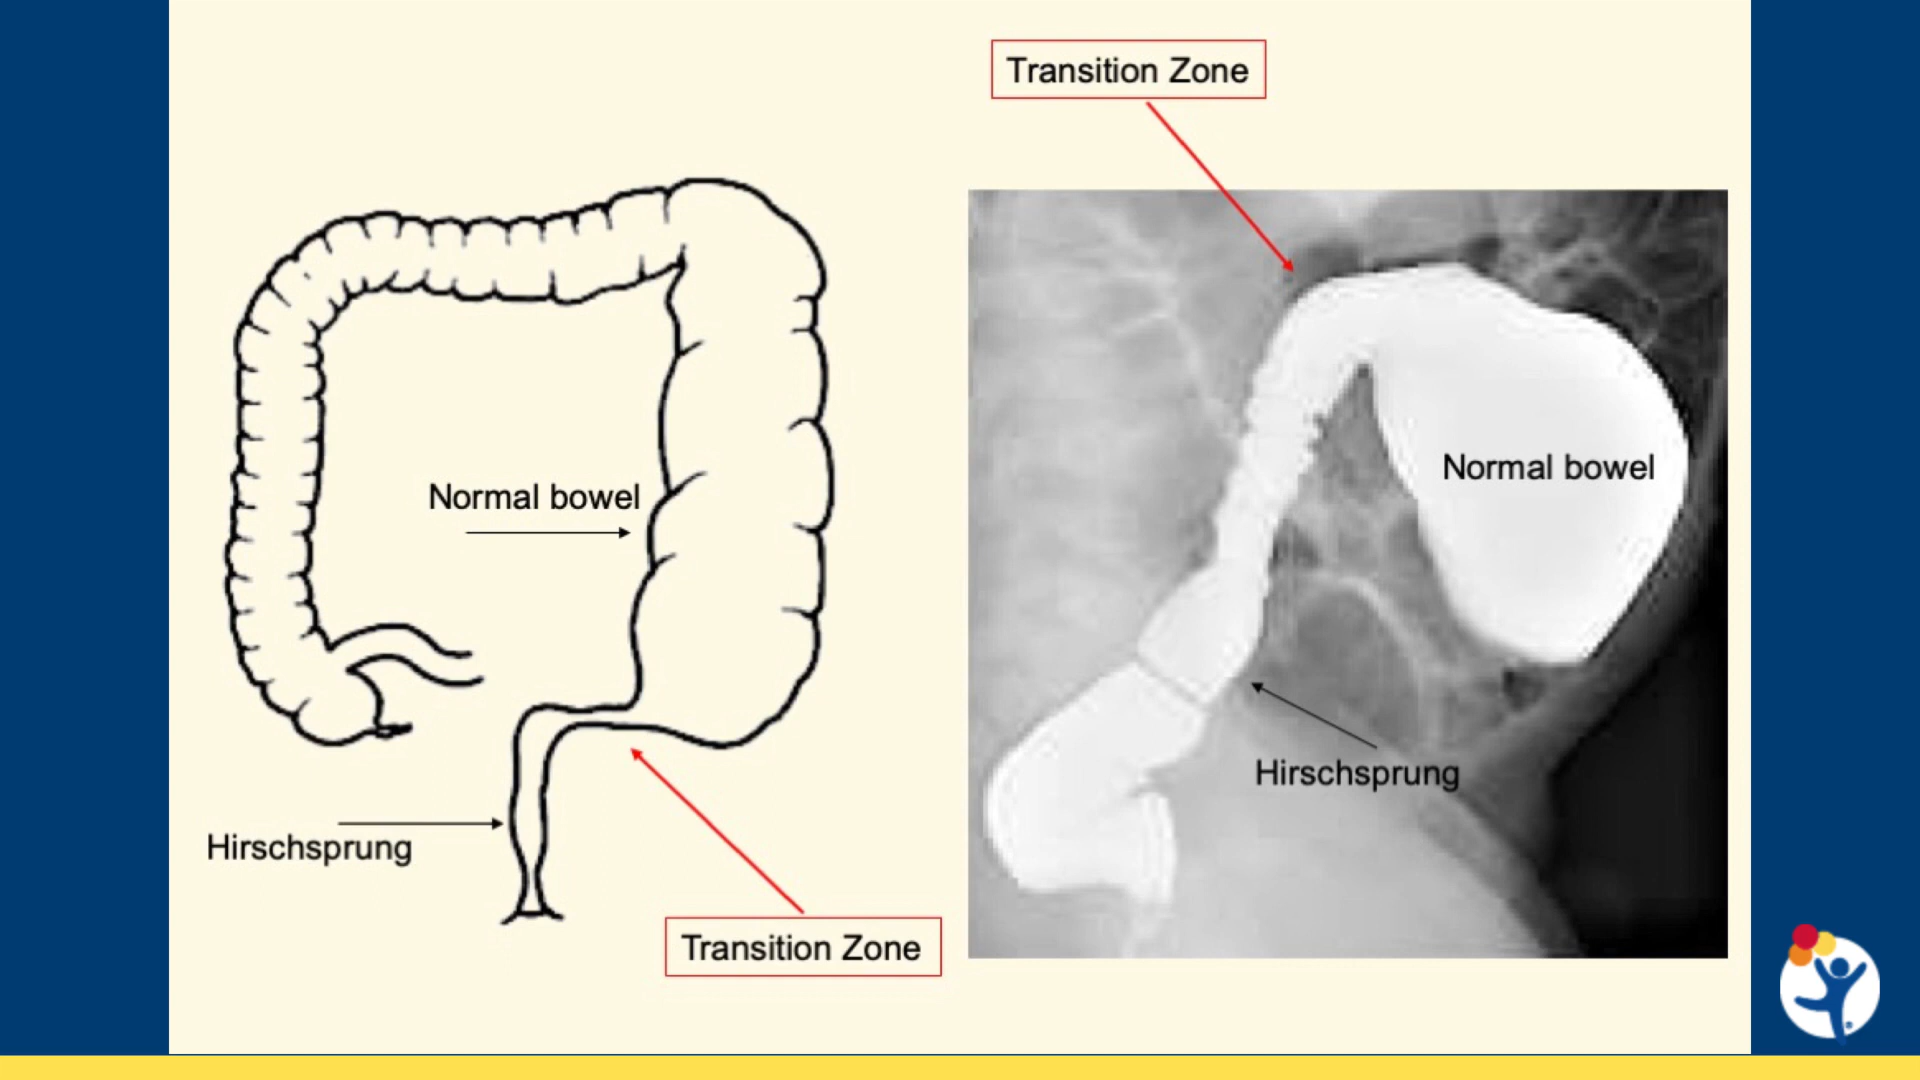 Transition Zone
Normal bowel
Normal bowel
Hirschsprung
Hirschsprung
Transition Zone